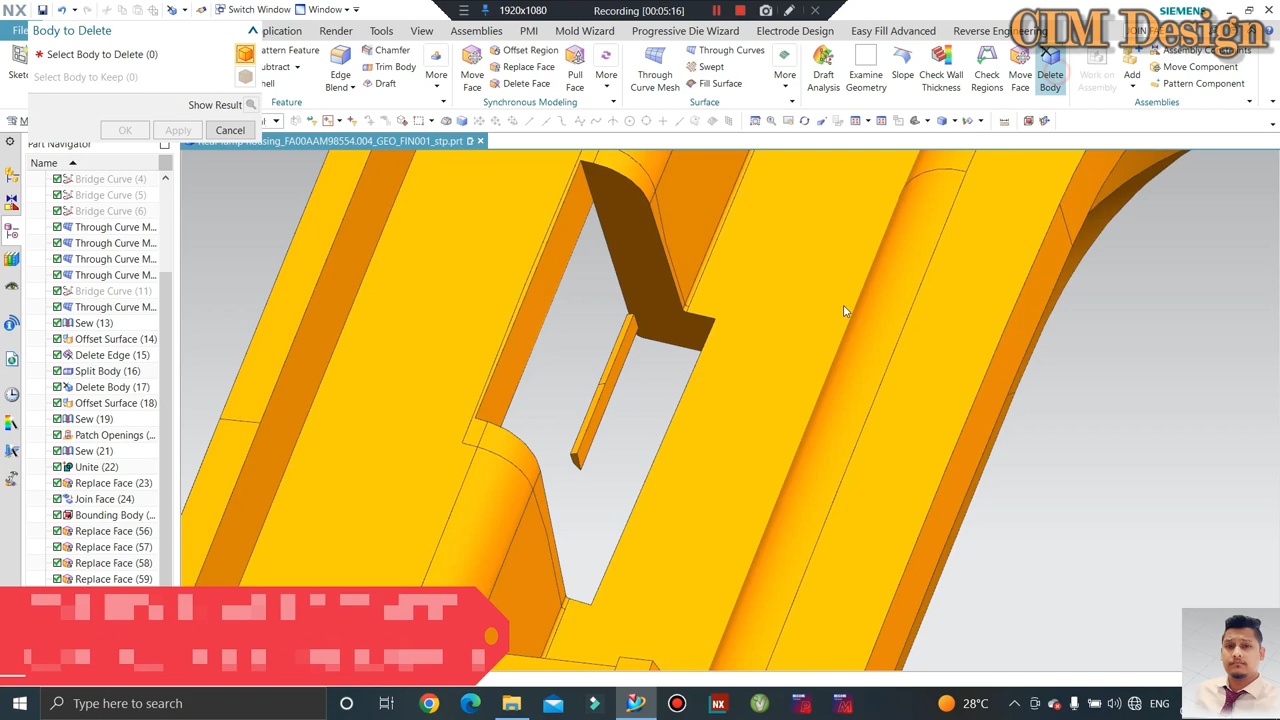 NX
Switch Window
Window
1920x1080
Recording [00:05:16]
SIEMENS
CIM Design
File
Body to Delete
Render
Tools
View
Assemblies
PMI
Mold Wizard
Progressive Die Wizard
Electrode Design
Easy Fill Advanced
Reverse Engineering
Select Body to Delete (0)
Select Body to Keep (0)
Show Result
OK
Apply
Cancel
Pattern Feature
Edge Blend
Chamfer
Trim Body
Draft
More
Feature
Move Face
Offset Region
Replace Face
Delete Face
Pull Face
More
Synchronous Modeling
Through Curve Mesh
Through Curves
Swept
Fill Surface
More
Surface
Draft Analysis
Examine Geometry
Slope
Check Wall Thickness
Check Regions
Move Face
Delete Body
Work on Assembly
Add
Assembly Constraints
Move Component
Pattern Component
Assemblies
Part Navigator
housing_FA00AAM98554.004_GEO_FIN001_stp.prt
Name
Bridge Curve (4)
Bridge Curve (5)
Bridge Curve (6)
Through Curve M...
Through Curve M...
Through Curve M...
Through Curve M...
Bridge Curve (11)
Through Curve M...
Sew (13)
Offset Surface (14)
Delete Edge (15)
Split Body (16)
Delete Body (17)
Offset Surface (18)
Sew (19)
Patch Openings (...
Sew (21)
Unite (22)
Replace Face (23)
Join Face (24)
Bounding Body (...
Replace Face (56)
Replace Face (57)
Replace Face (58)
Replace Face (59)
Type here to search
28°C
ENG